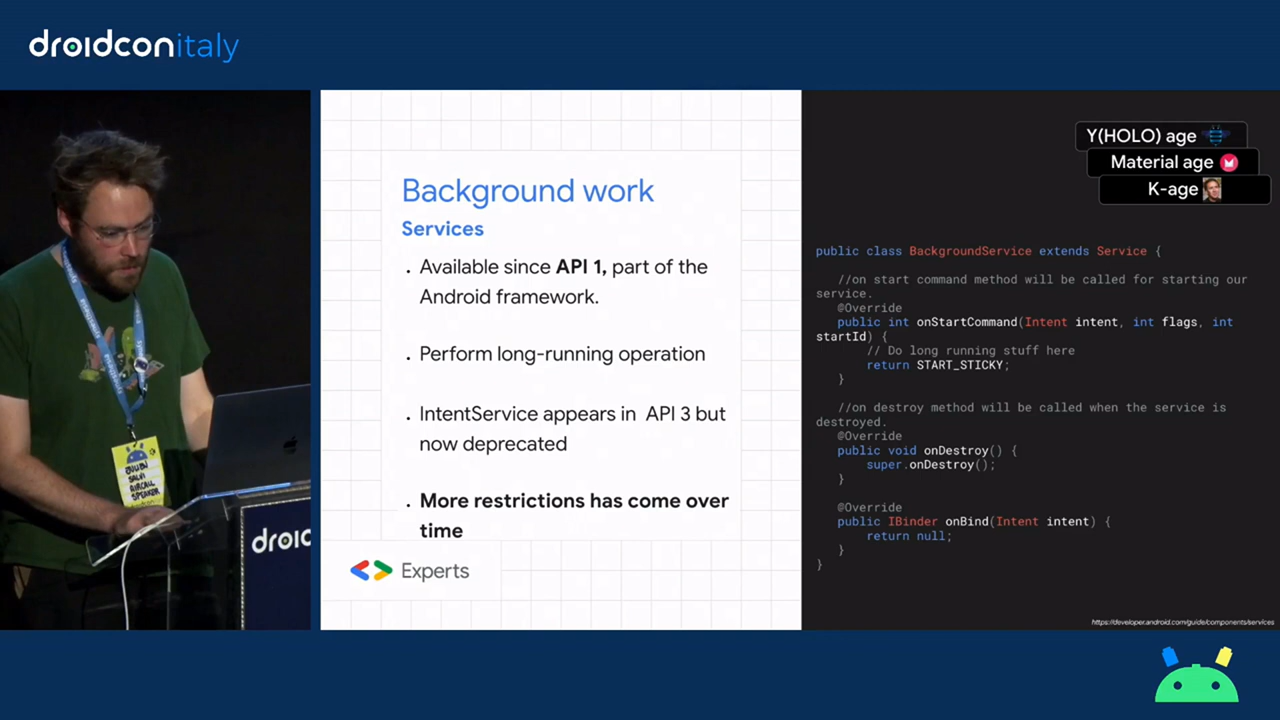 droidconitaly
Background work
Services
. Available since API 1, part of the
Android framework.
. Perform long-running operation
. IntentService appears in API 3 but
now deprecated
. More restrictions has come over
time
<> Experts
Y(HOLO) age
Material age
K-age
public class BackgroundService extends Service {
//on start command method will be called for starting our
service.
@Override
public int onStartCommand(Intent intent, int flags, int
startId) {
// Do long running stuff here
return START_STICKY;
}
//on destroy method will be called when the service is
destroyed.
@Override
public void onDestroy() {
super.onDestroy();
}
@Override
public IBinder onBind(Intent intent) {
return null;
}
}
https://developer.android.com/guide/components/services
SALVI
AIRCALL
SPEAKER
droidc